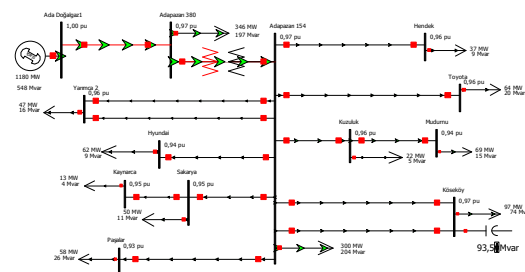 Ada Doğalgaz1
1,00 pu
1180 MW
548 Mvar
Adapazarı 380
0,97 pu
346 MW
197 Mvar
Adapazarı 154
0,97 pu
Hendek
0,96 pu
37 MW
9 Mvar
Toyota
0,96 pu
64 MW
20 Mvar
Yarımca 2
0,96 pu
47 MW
16 Mvar
Hyundai
0,94 pu
62 MW
9 Mvar
Kuzuluk
0,96 pu
22 MW
5 Mvar
Mudurnu
0,94 pu
69 MW
15 Mvar
Kaynarca
0,95 pu
13 MW
4 Mvar
Sakarya
0,95 pu
50 MW
11 Mvar
Köseköy
0,97 pu
97 MW
74 Mvar
Mvar
300 MW
204 Mvar
Paşalar
0,93 pu
58 MW
26 Mvar